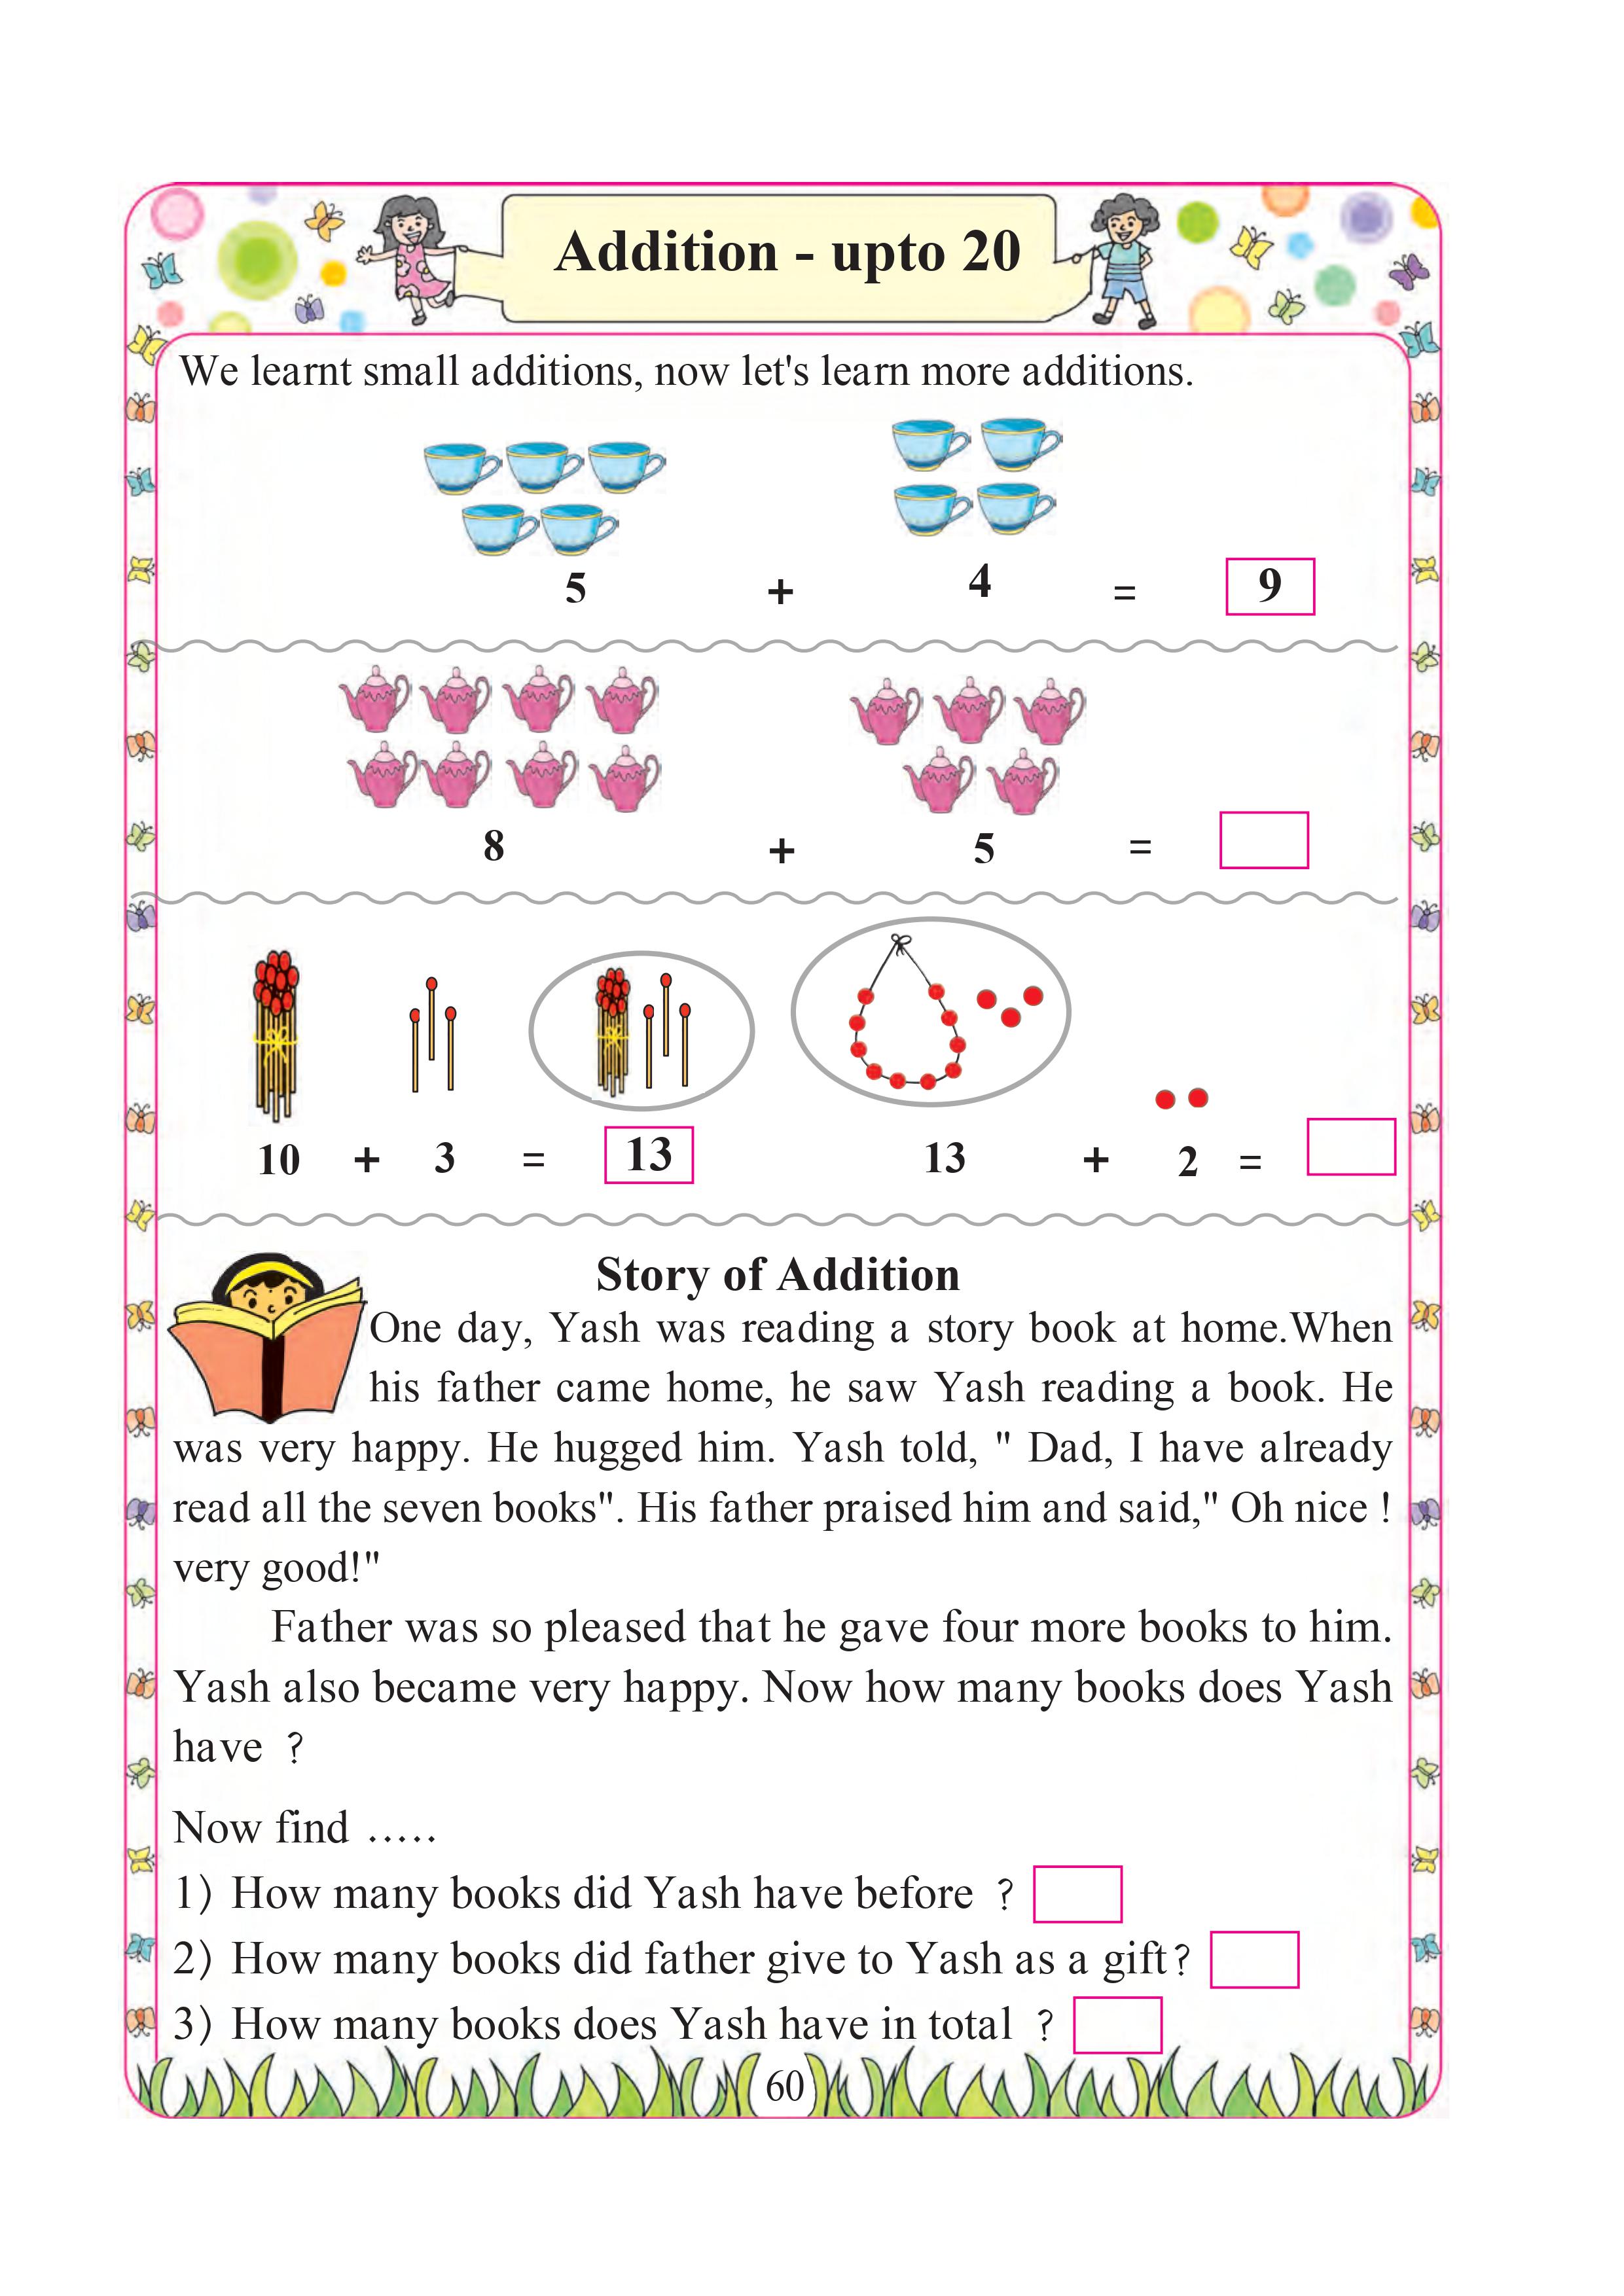 Addition - upto 20
We learnt small additions, now let's learn more additions.
5 + 4 = 9
8 + 5 =
10 + 3 = 13 13 + 2 =
Story of Addition
One day, Yash was reading a story book at home.When
his father came home, he saw Yash reading a book. He
was very happy. He hugged him. Yash told, " Dad, I have already
read all the seven books". His father praised him and said," Oh nice !
very good!"
Father was so pleased that he gave four more books to him.
Yash also became very happy. Now how many books does Yash
have ?
Now find .....
1) How many books did Yash have before ?
2) How many books did father give to Yash as a gift?
3) How many books does Yash have in total ?
60